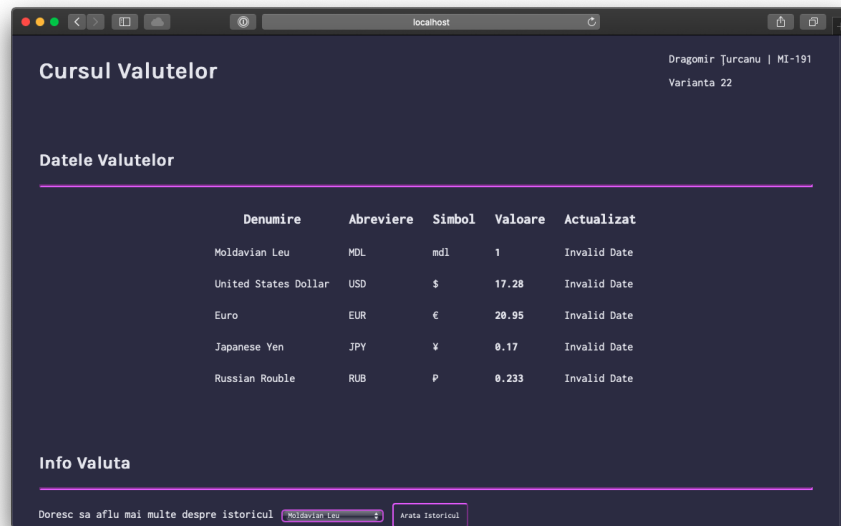 localhost
Cursul Valutelor
Dragomir Țurcanu | MI-191
Varianta 22
Datele Valutelor
Denumire Abreviere Simbol Valoare Actualizat
Moldavian Leu MDL mdl 1 Invalid Date
United States Dollar USD $ 17.28 Invalid Date
Euro EUR € 20.95 Invalid Date
Japanese Yen JPY ¥ 0.17 Invalid Date
Russian Rouble RUB ₽ 0.233 Invalid Date
Info Valuta
Doresc sa aflu mai multe despre istoricul Moldavian Leu Arata Istoricul